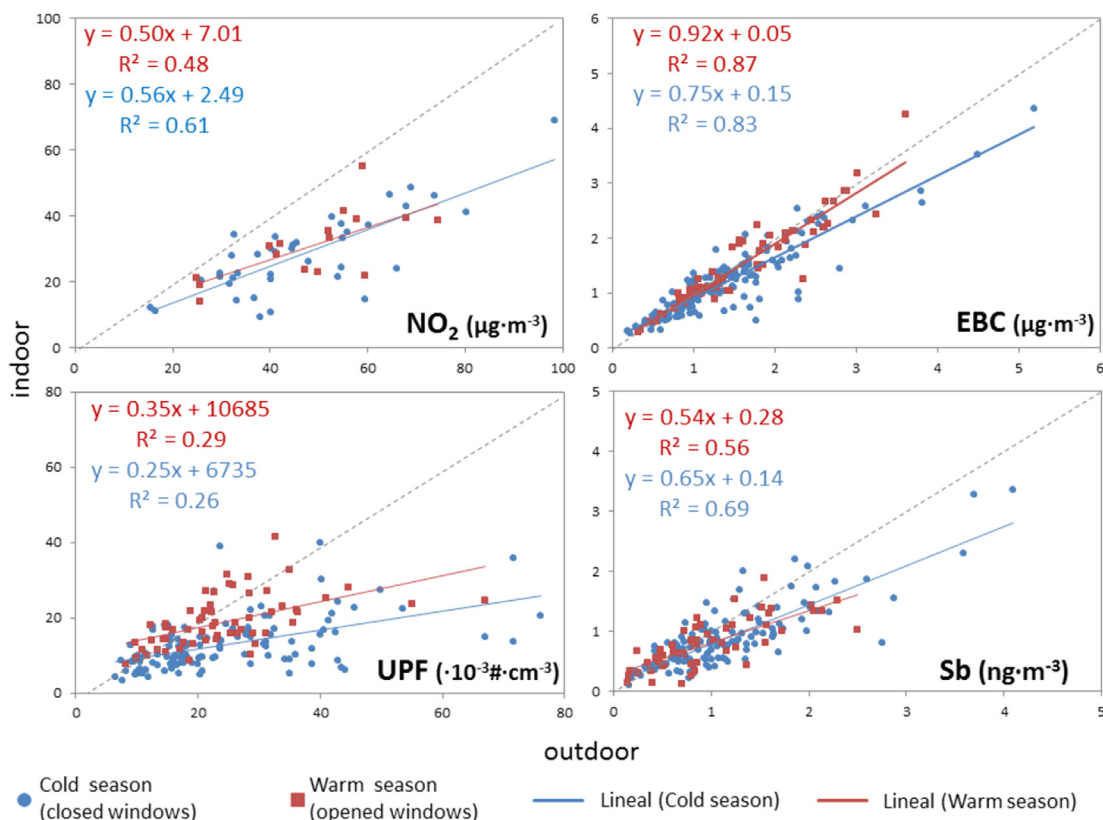 100
80
60
40
20
0
y = 0.50x + 7.01
R² = 0.48
y = 0.56x + 2.49
R² = 0.61
NO₂ (µg·m⁻³)
0 20 40 60 80 100
6
5
4
3
2
1
0
y = 0.92x + 0.05
R² = 0.87
y = 0.75x + 0.15
R² = 0.83
EBC (µg·m⁻³)
0 1 2 3 4 5 6
indoor
80
60
40
20
0
y = 0.35x + 10685
R² = 0.29
y = 0.25x + 6735
R² = 0.26
UPF (·10⁻³#·cm⁻³)
0 20 40 60 80
5
4
3
2
1
0
y = 0.54x + 0.28
R² = 0.56
y = 0.65x + 0.14
R² = 0.69
Sb (ng·m⁻³)
0 1 2 3 4 5
outdoor
Cold season
(closed windows)
Warm season
(opened windows)
Lineal (Cold season)
Lineal (Warm season)